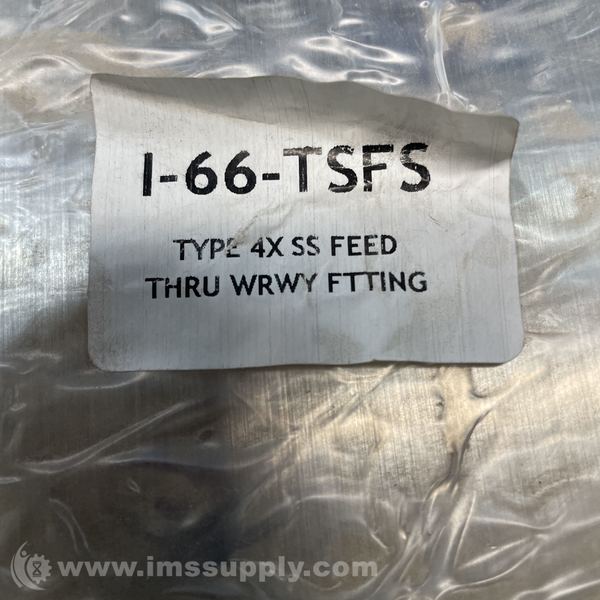 I-66-TSFS
TYPE 4X SS FEED
THRU WRWY FTTING
www.imssupply.com